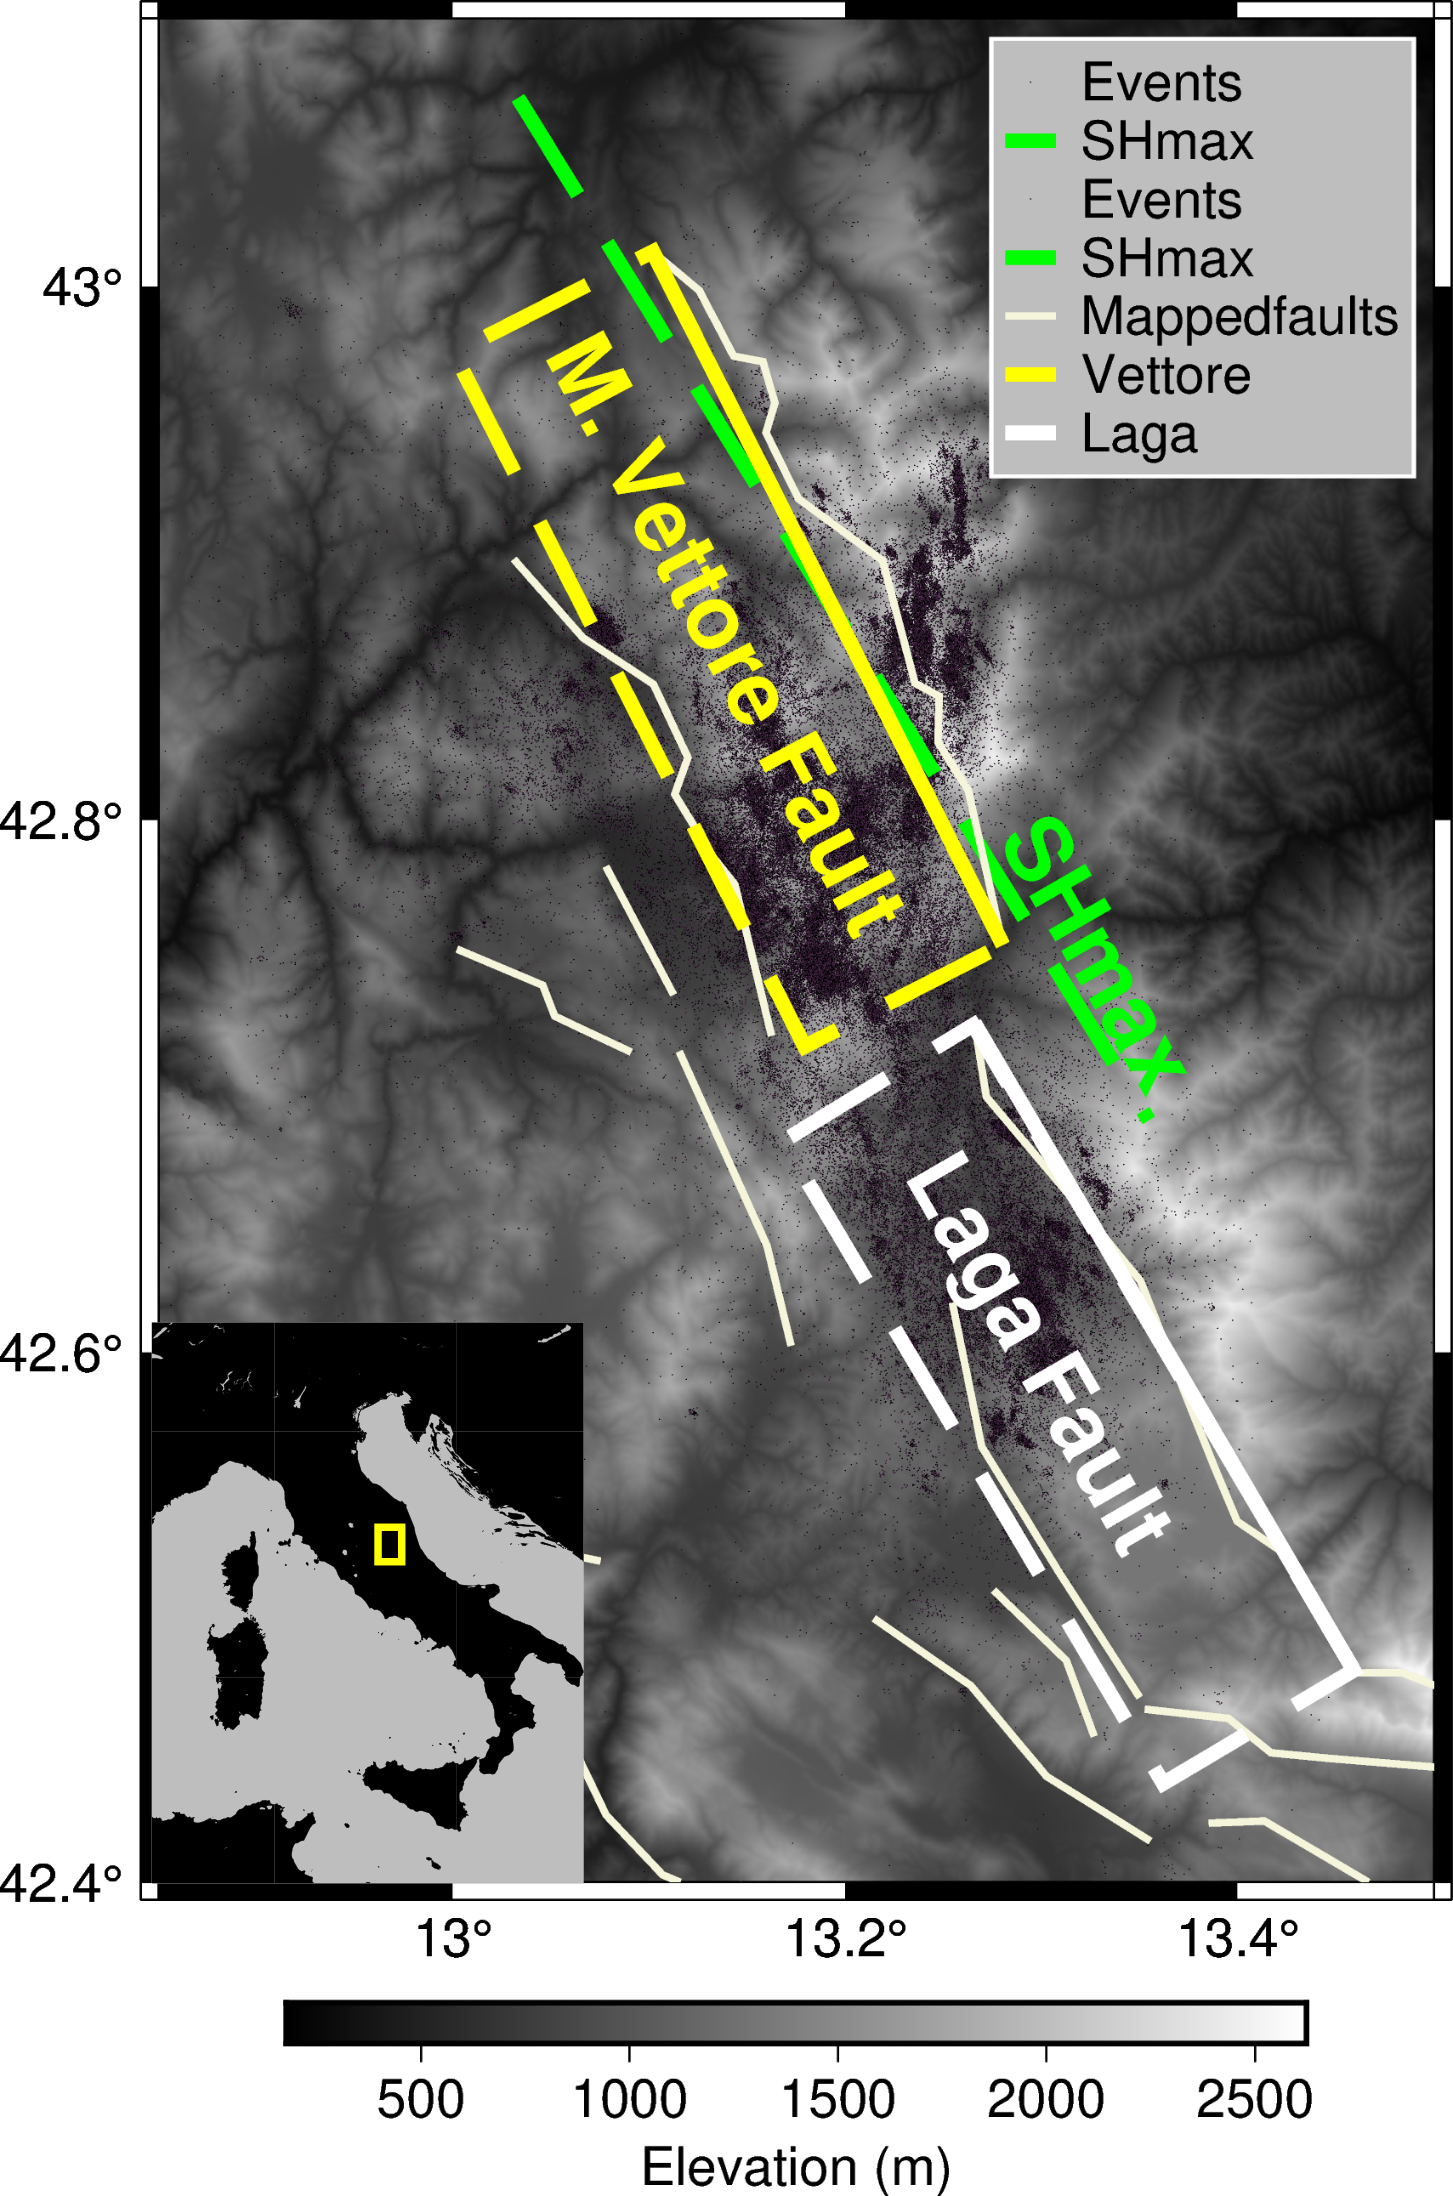 Events
SHmax
Events
SHmax
Mappedfaults
Vettore
Laga
43°
42.8°
42.6°
42.4°
M. Vettore Fault
SHmax.
Laga Fault
13°
13.2°
13.4°
500
1000
1500
2000
2500
Elevation (m)